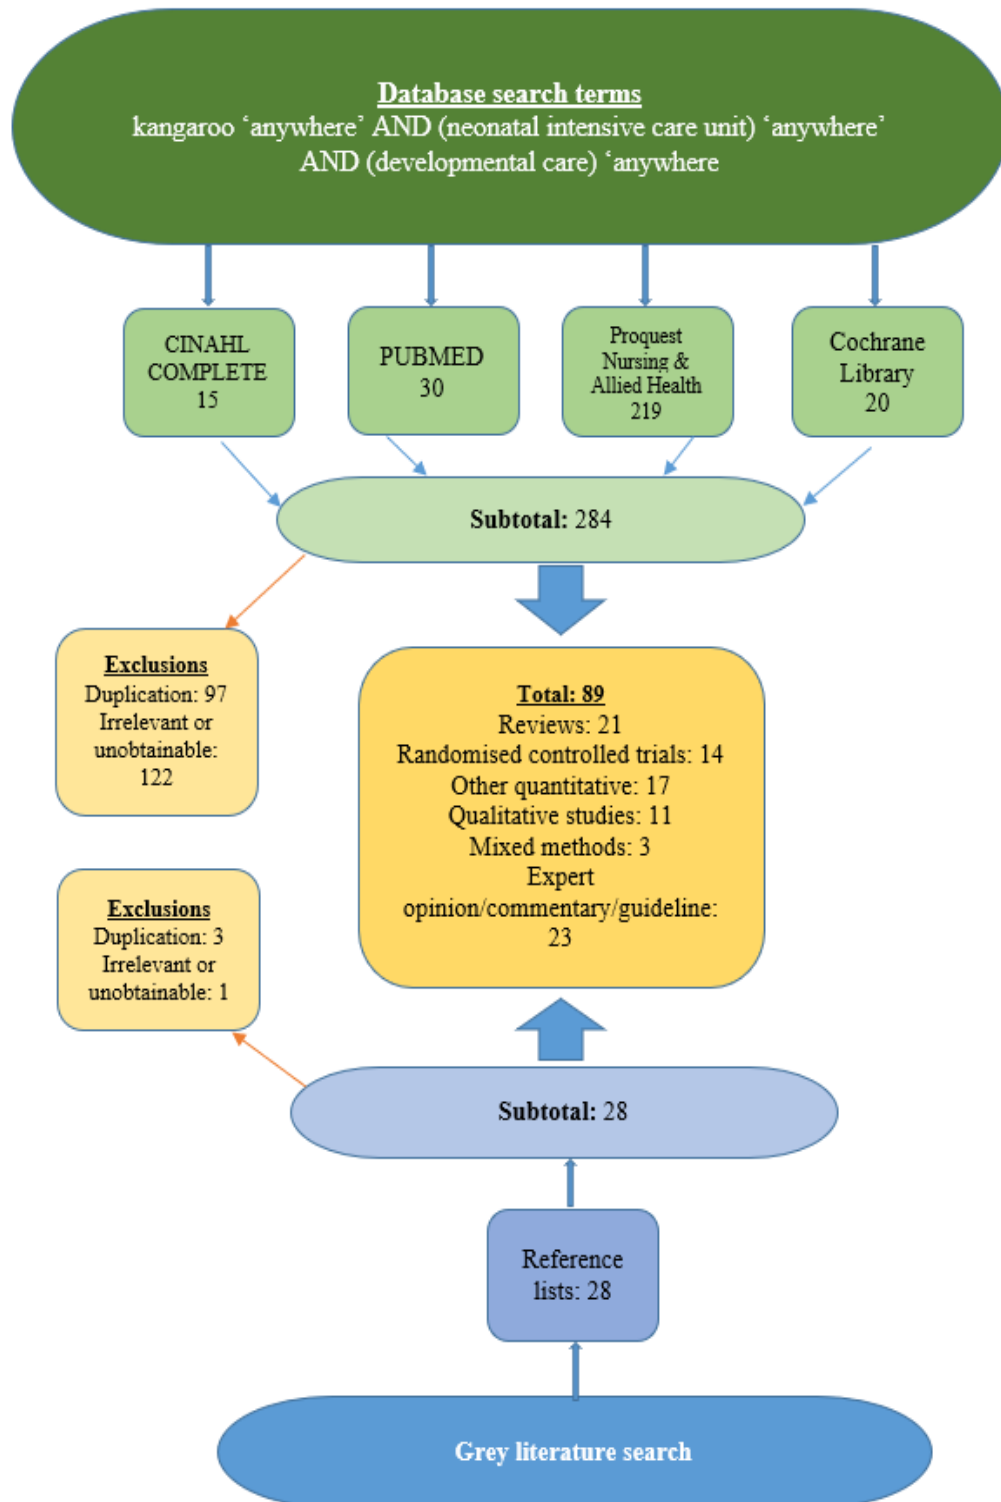 Database search terms
kangaroo ‘anywhere’ AND (neonatal intensive care unit) ‘anywhere’
AND (developmental care) ‘anywhere
CINAHL
COMPLETE
15
PUBMED
30
Proquest
Nursing &
Allied Health
219
Cochrane
Library
20
Subtotal: 284
Exclusions
Duplication: 97
Irrelevant or
unobtainable:
122
Total: 89
Reviews: 21
Randomised controlled trials: 14
Other quantitative: 17
Qualitative studies: 11
Mixed methods: 3
Expert
opinion/commentary/guideline:
23
Exclusions
Duplication: 3
Irrelevant or
unobtainable: 1
Subtotal: 28
Reference
lists: 28
Grey literature search